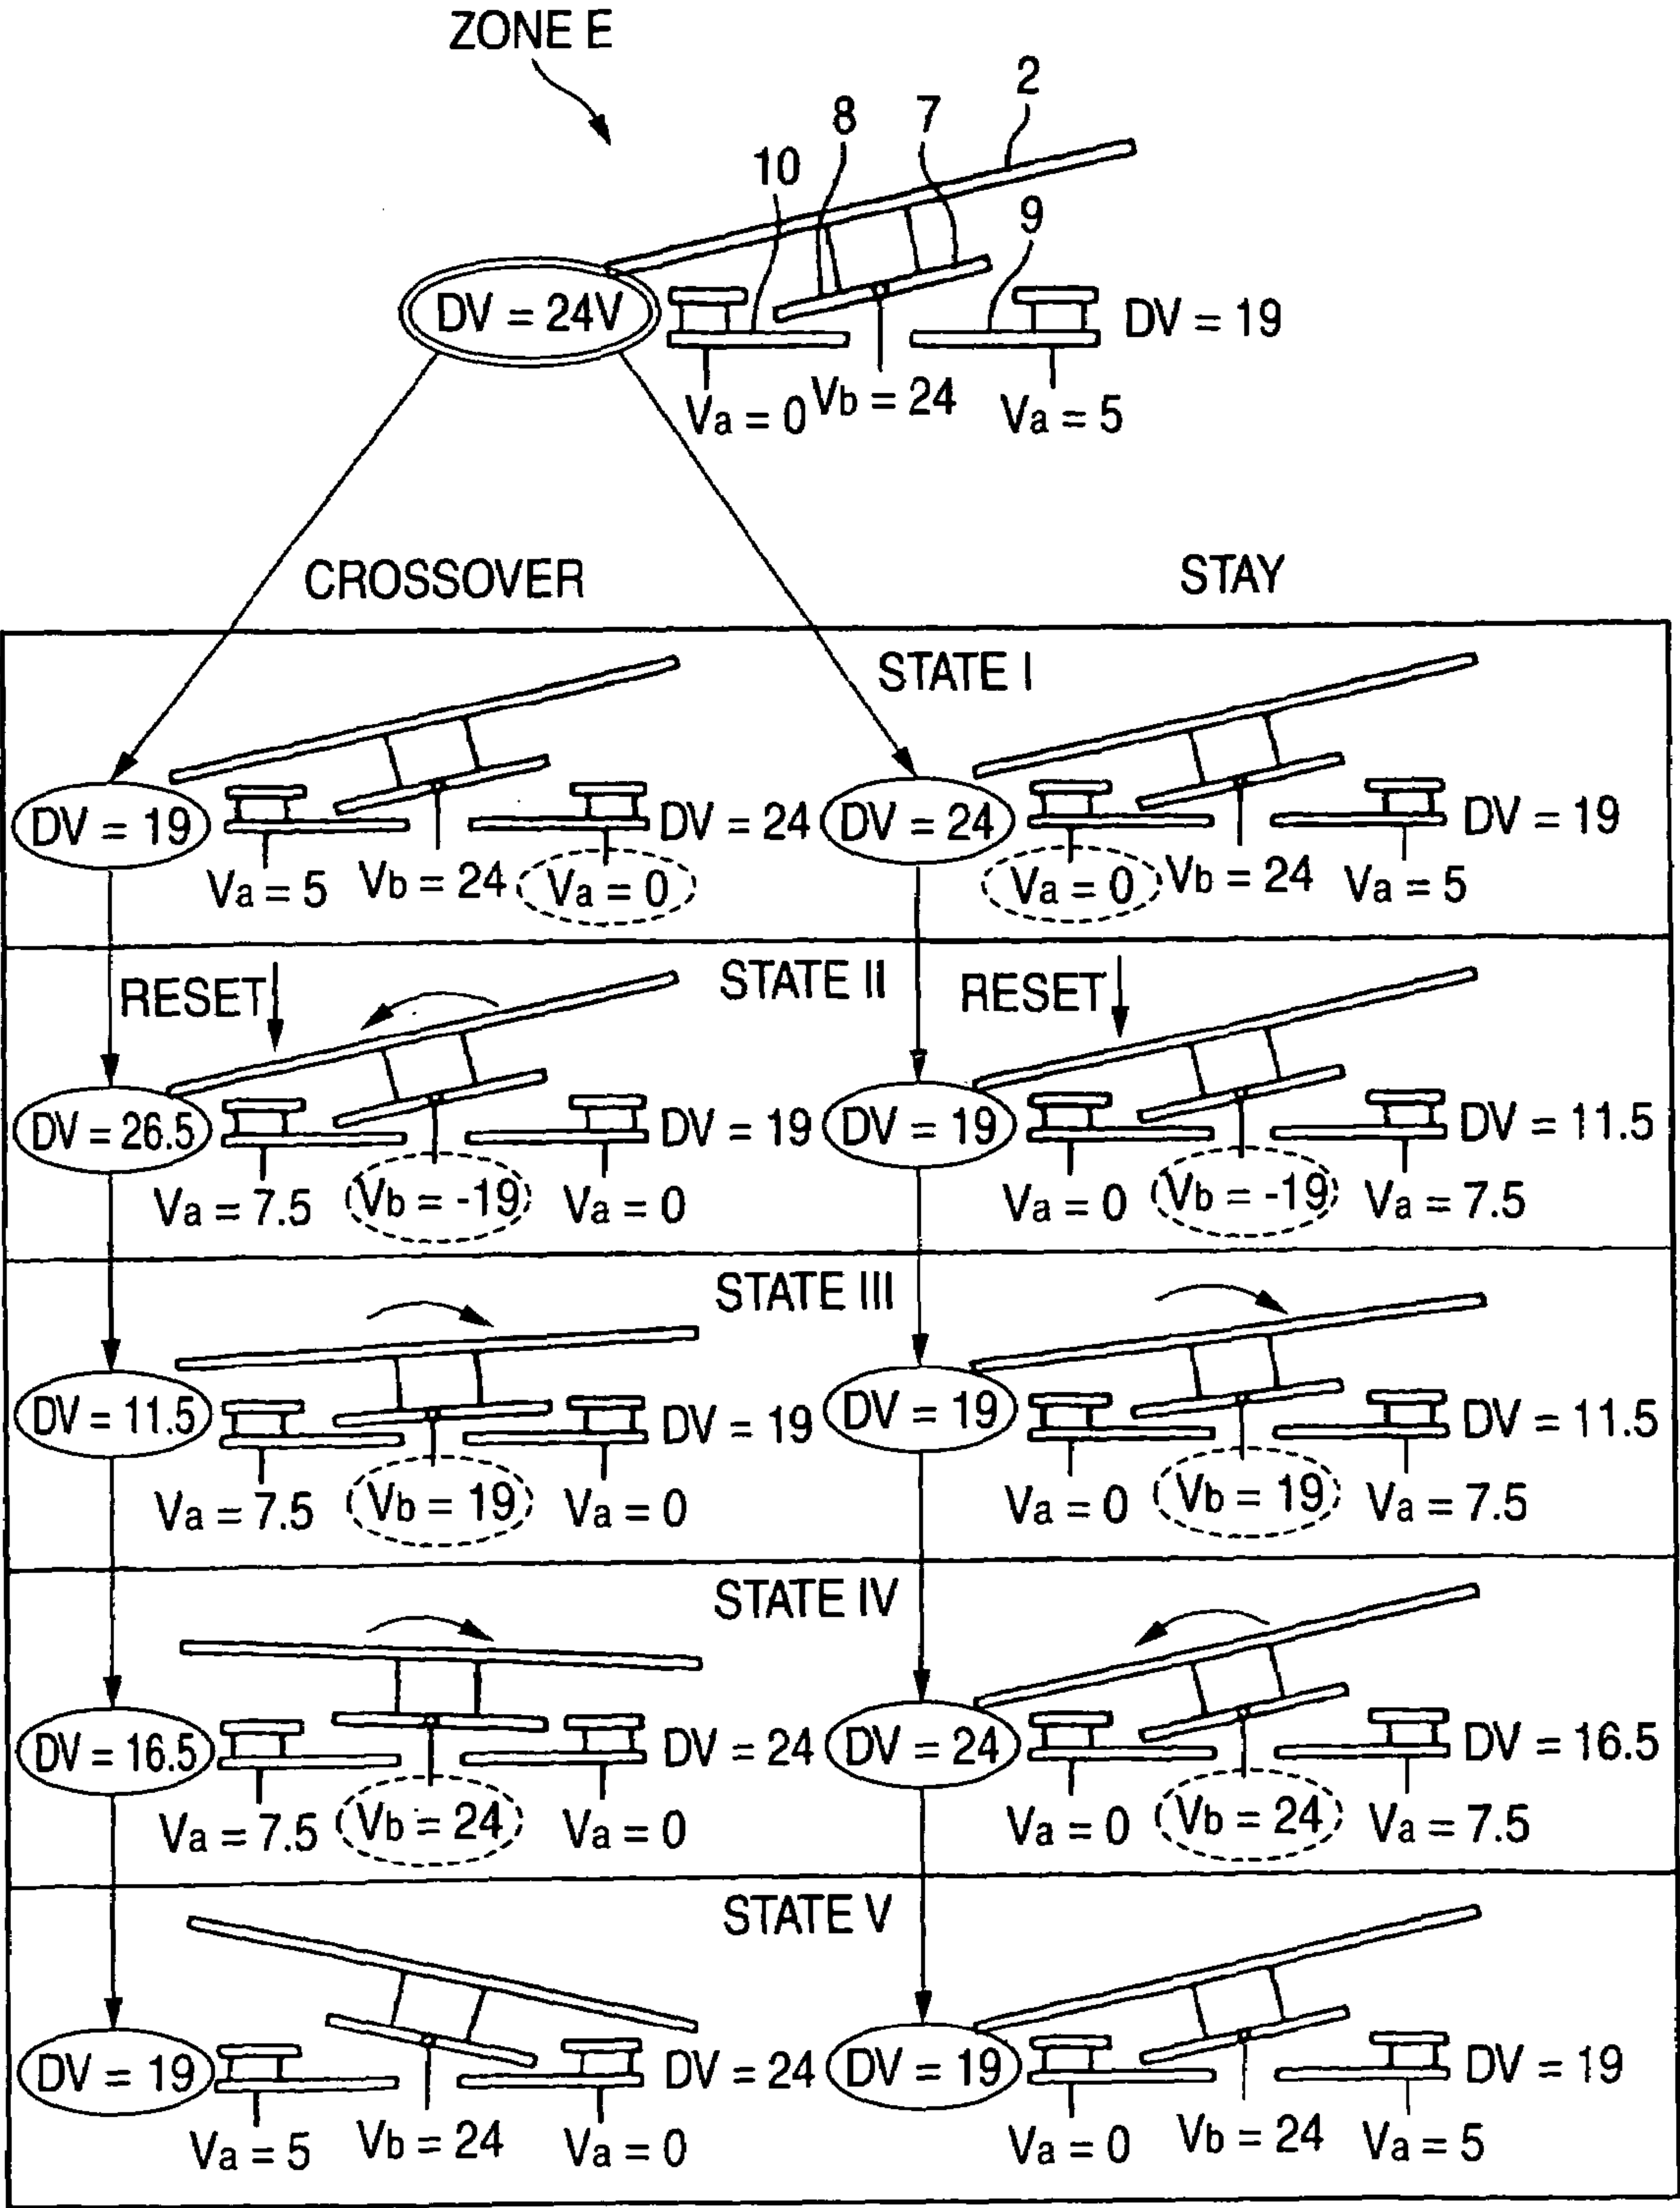 ZONE E
2
8 7
10
9
DV = 24V
DV = 19
Va = 0 Vb = 24 Va = 5
CROSSOVER STAY
STATE I
DV = 19 DV = 24 DV = 24 DV = 19
Va = 5 Vb = 24 Va = 0 Va = 0 Vb = 24 Va = 5
STATE II
RESET RESET
DV = 26.5 DV = 19 DV = 19 DV = 11.5
Va = 7.5 Vb = -19 Va = 0 Va = 0 Vb = -19 Va = 7.5
STATE III
DV = 11.5 DV = 19 DV = 19 DV = 11.5
Va = 7.5 Vb = 19 Va = 0 Va = 0 Vb = 19 Va = 7.5
STATE IV
DV = 16.5 DV = 24 DV = 24 DV = 16.5
Va = 7.5 Vb = 24 Va = 0 Va = 0 Vb = 24 Va = 7.5
STATE V
DV = 19 DV = 24 DV = 19 DV = 19
Va = 5 Vb = 24 Va = 0 Va = 0 Vb = 24 Va = 5